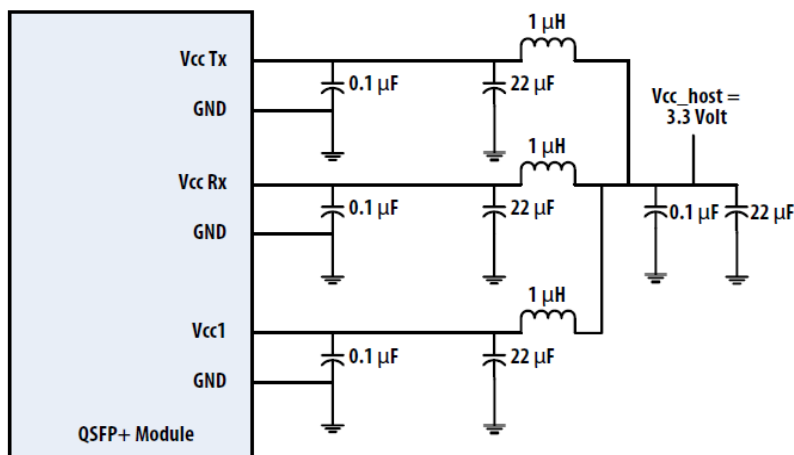 1 µH
Vcc Tx
0.1 µF
22 µF
GND
Vcc_host =
3.3 Volt
1 µH
Vcc Rx
0.1 µF
22 µF
0.1 µF
22 µF
GND
1 µH
Vcc1
0.1 µF
22 µF
GND
QSFP+ Module